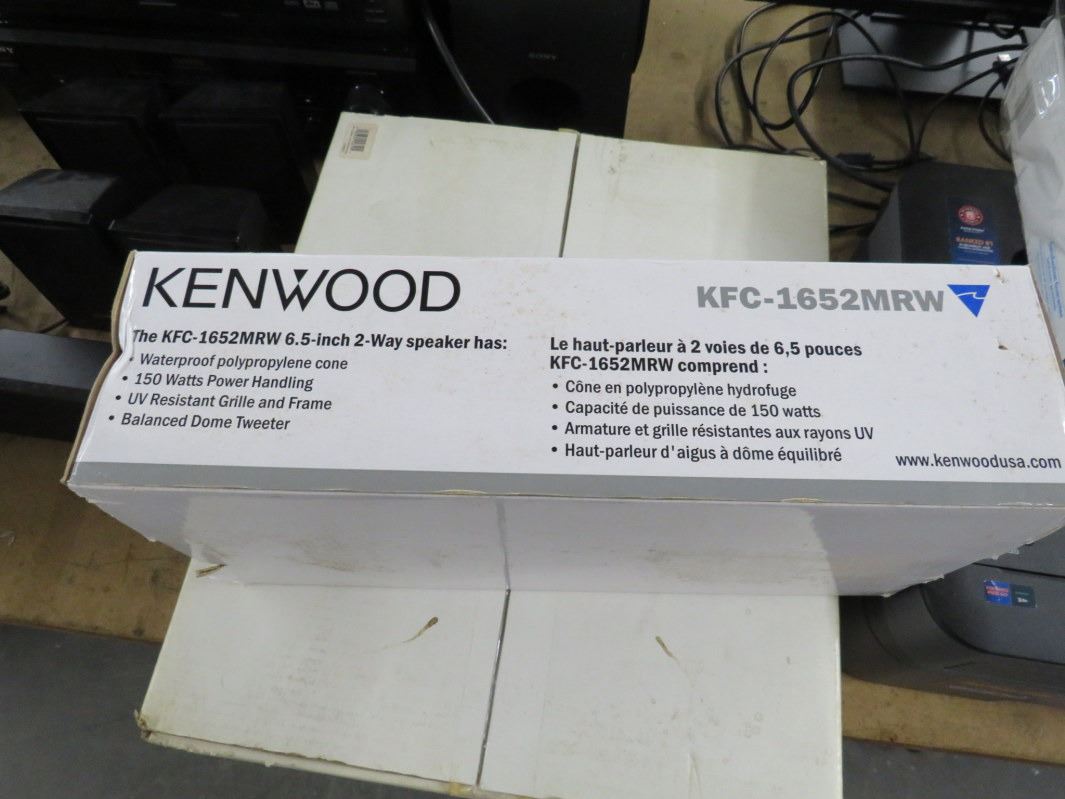 SONY
KENWOOD
KFC-1652MRW
The KFC-1652MRW 6.5-inch 2-Way speaker has:
• Waterproof polypropylene cone
• 150 Watts Power Handling
• UV Resistant Grille and Frame
• Balanced Dome Tweeter
Le haut-parleur à 2 voies de 6,5 pouces
KFC-1652MRW comprend :
• Cône en polypropylène hydrofuge
• Capacité de puissance de 150 watts
• Armature et grille résistantes aux rayons UV
• Haut-parleur d'aigus à dôme équilibré
www.kenwoodusa.com
RANKED #1